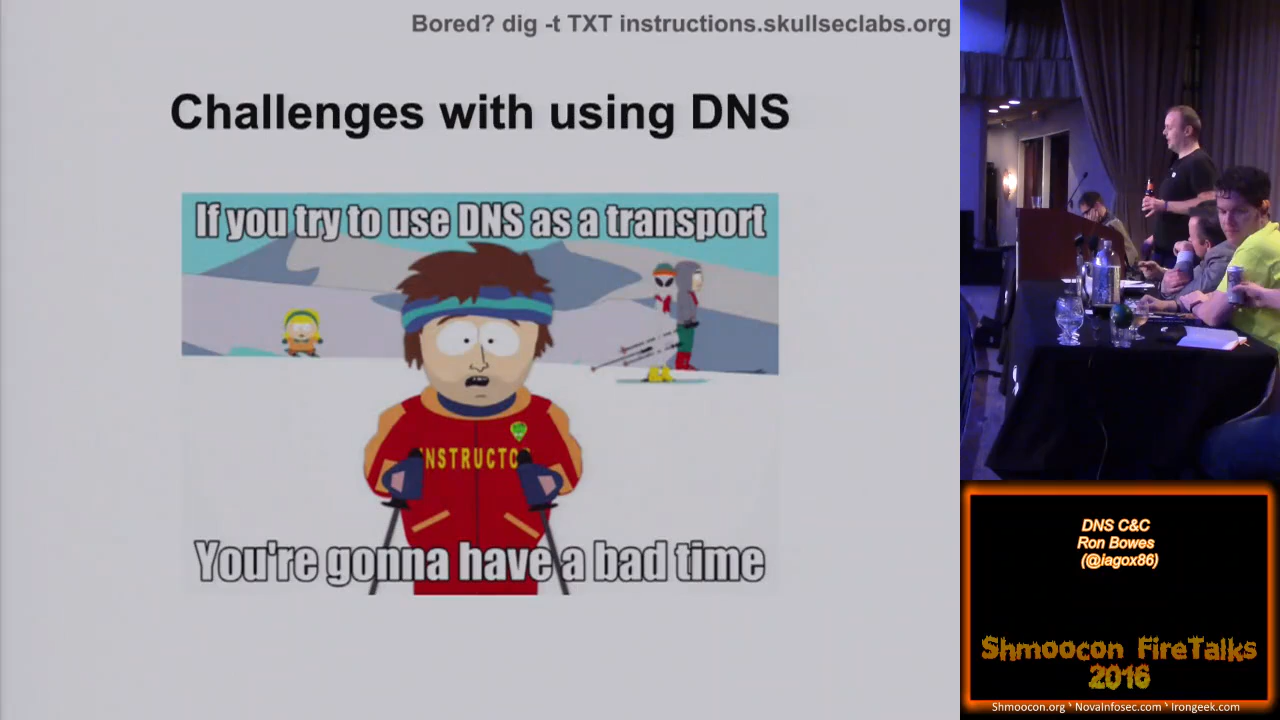 Bored? dig -t TXT instructions.skullseclabs.org
Challenges with using DNS
If you try to use DNS as a transport
INSTRUCTO
You're gonna have a bad time
DNS C&C
Ron Bowes
(@iagox86)
Shmoocon FireTalks
2016
Shmoocon.org ` NovaInfosec.com ` Irongeek.com